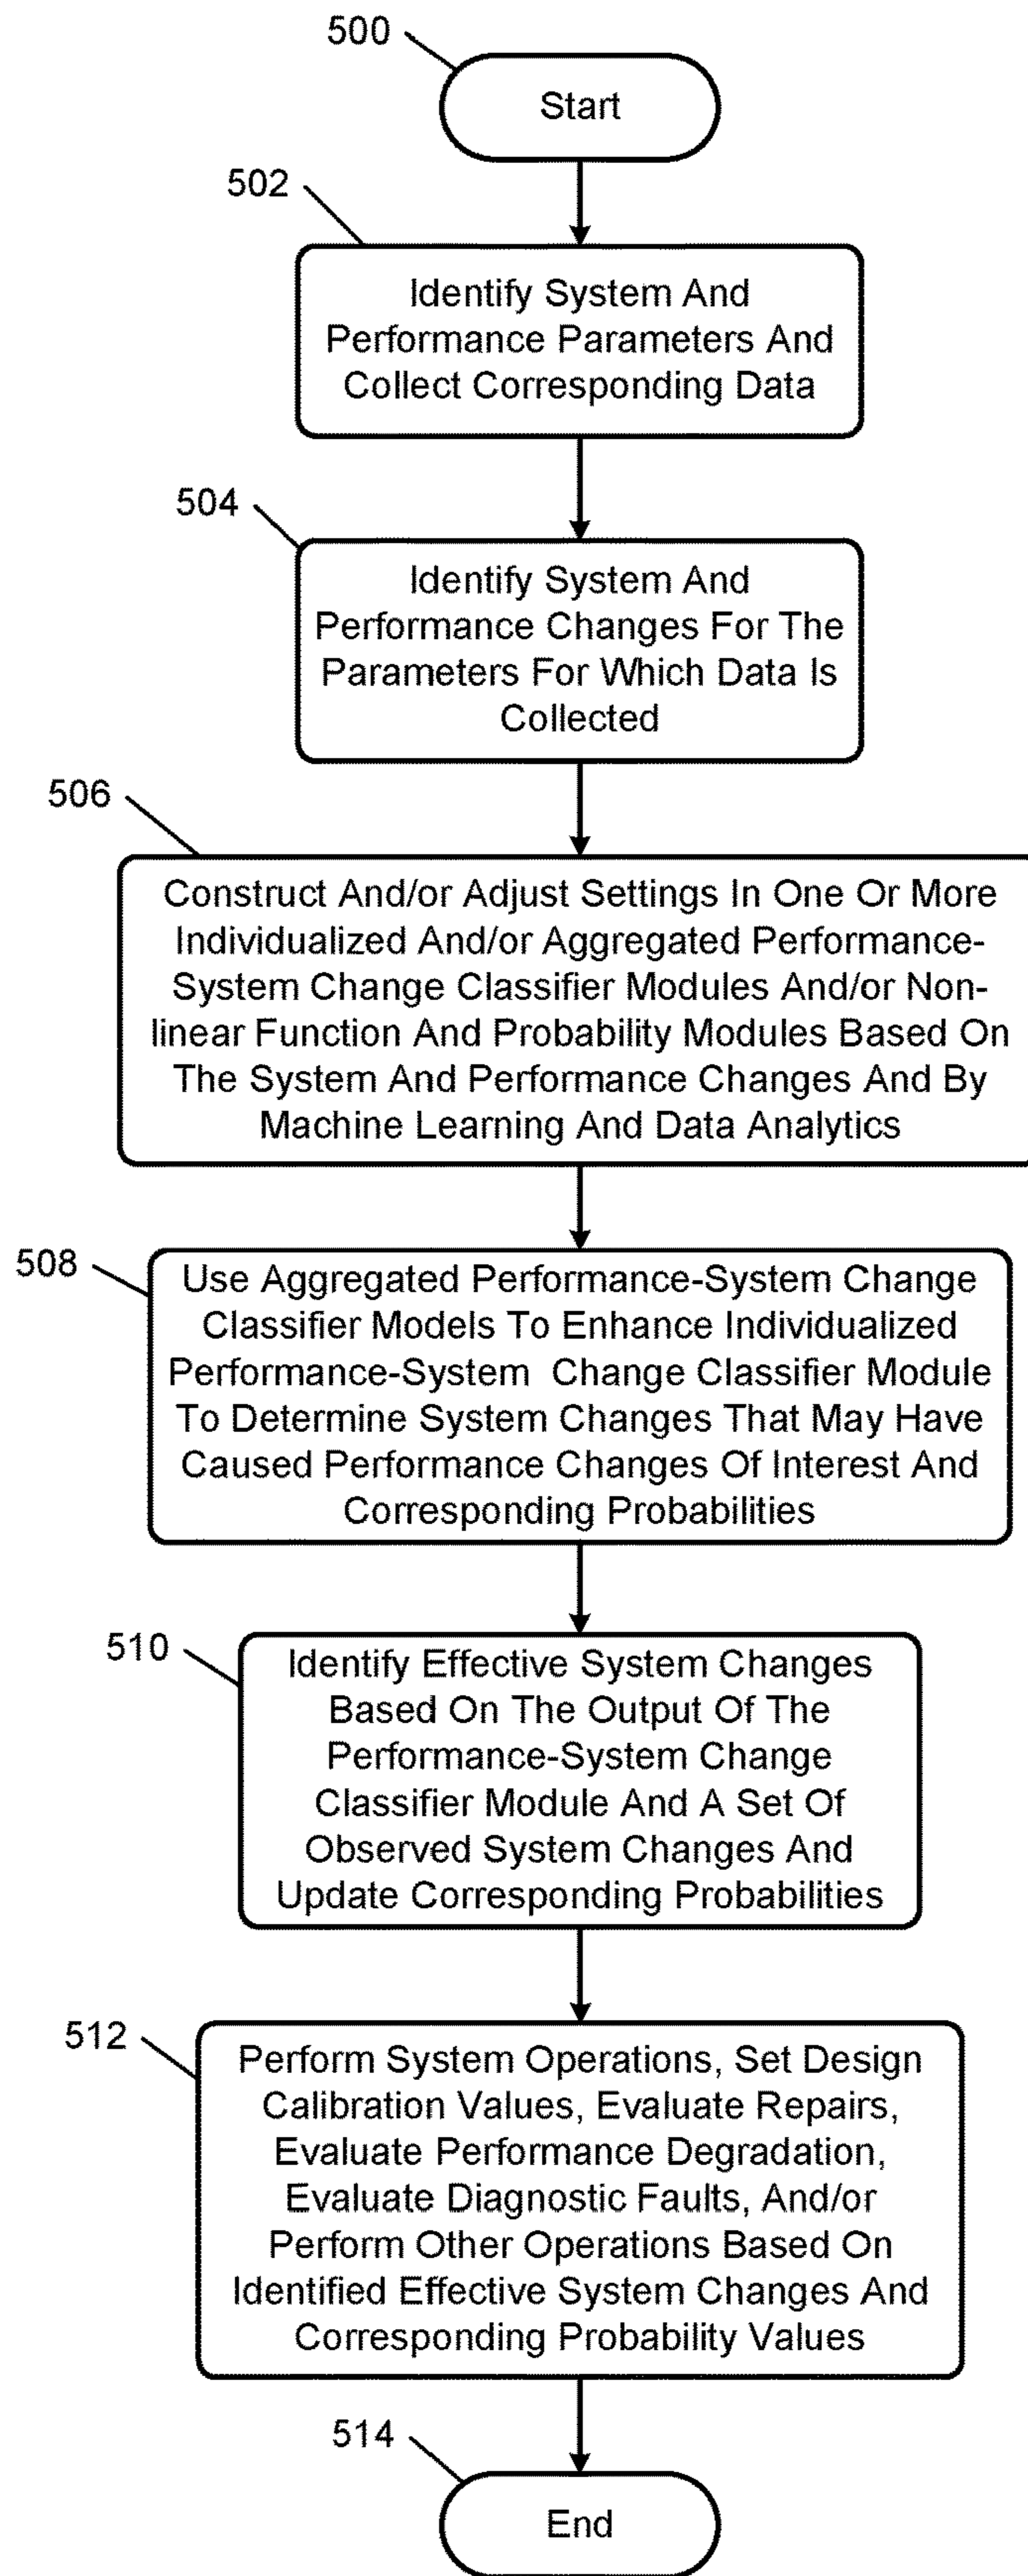 500
Start
502
Identify System And
Performance Parameters And
Collect Corresponding Data
504
Identify System And
Performance Changes For The
Parameters For Which Data Is
Collected
506
Construct And/or Adjust Settings In One Or More
Individualized And/or Aggregated Performance-
System Change Classifier Modules And/or Non-
linear Function And Probability Modules Based On
The System And Performance Changes And By
Machine Learning And Data Analytics
508
Use Aggregated Performance-System Change
Classifier Models To Enhance Individualized
Performance-System Change Classifier Module
To Determine System Changes That May Have
Caused Performance Changes Of Interest And
Corresponding Probabilities
510
Identify Effective System Changes
Based On The Output Of The
Performance-System Change
Classifier Module And A Set Of
Observed System Changes And
Update Corresponding Probabilities
512
Perform System Operations, Set Design
Calibration Values, Evaluate Repairs,
Evaluate Performance Degradation,
Evaluate Diagnostic Faults, And/or
Perform Other Operations Based On
Identified Effective System Changes And
Corresponding Probability Values
514
End